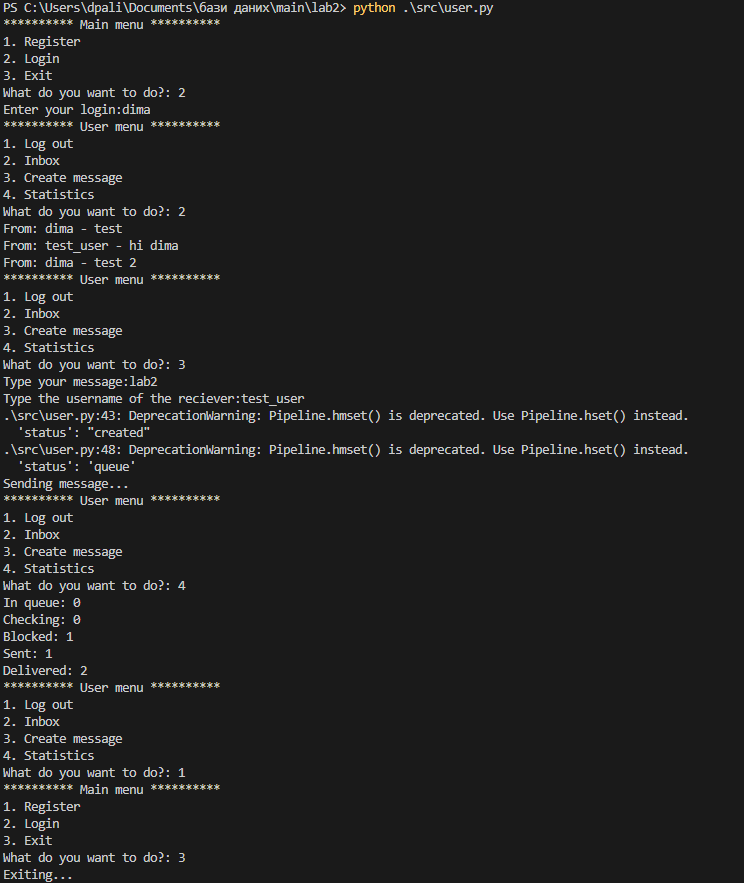 PS C:\Users\dpali\Documents\бази даних\main\lab2> python .\src\user.py
********** Main menu **********
1. Register
2. Login
3. Exit
What do you want to do?: 2
Enter your login:dima
********** User menu **********
1. Log out
2. Inbox
3. Create message
4. Statistics
What do you want to do?: 2
From: dima - test
From: test_user - hi dima
From: dima - test 2
********** User menu **********
1. Log out
2. Inbox
3. Create message
4. Statistics
What do you want to do?: 3
Type your message:lab2
Type the username of the reciever:test_user
.\src\user.py:43: DeprecationWarning: Pipeline.hmset() is deprecated. Use Pipeline.hset() instead.
  'status': "created"
.\src\user.py:48: DeprecationWarning: Pipeline.hmset() is deprecated. Use Pipeline.hset() instead.
  'status': 'queue'
Sending message...
********** User menu **********
1. Log out
2. Inbox
3. Create message
4. Statistics
What do you want to do?: 4
In queue: 0
Checking: 0
Blocked: 1
Sent: 1
Delivered: 2
********** User menu **********
1. Log out
2. Inbox
3. Create message
4. Statistics
What do you want to do?: 1
********** Main menu **********
1. Register
2. Login
3. Exit
What do you want to do?: 3
Exiting...